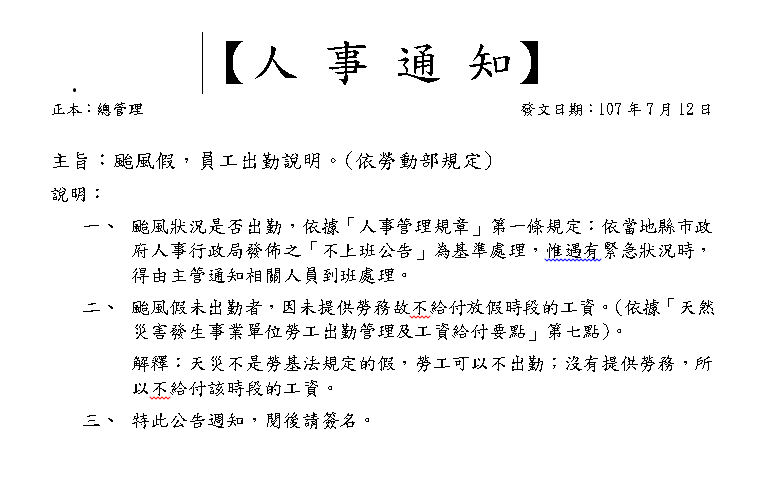 【人事通知】
正本：總管理
發文日期：107年7月12日
主旨：颱風假，員工出勤說明。(依勞動部規定)
說明：
一、 颱風狀況是否出勤，依據「人事管理規章」第一條規定：依當地縣市政
府人事行政局發佈之「不上班公告」為基準處理，惟遇有緊急狀況時，
得由主管通知相關人員到班處理。
二、 颱風假未出勤者，因未提供勞務故不給付放假時段的工資。(依據「天然
災害發生事業單位勞工出勤管理及工資給付要點」第七點)。
解釋：天災不是勞基法規定的假，勞工可以不出勤；沒有提供勞務，所
以不給付該時段的工資。
三、 特此公告週知，閱後請簽名。